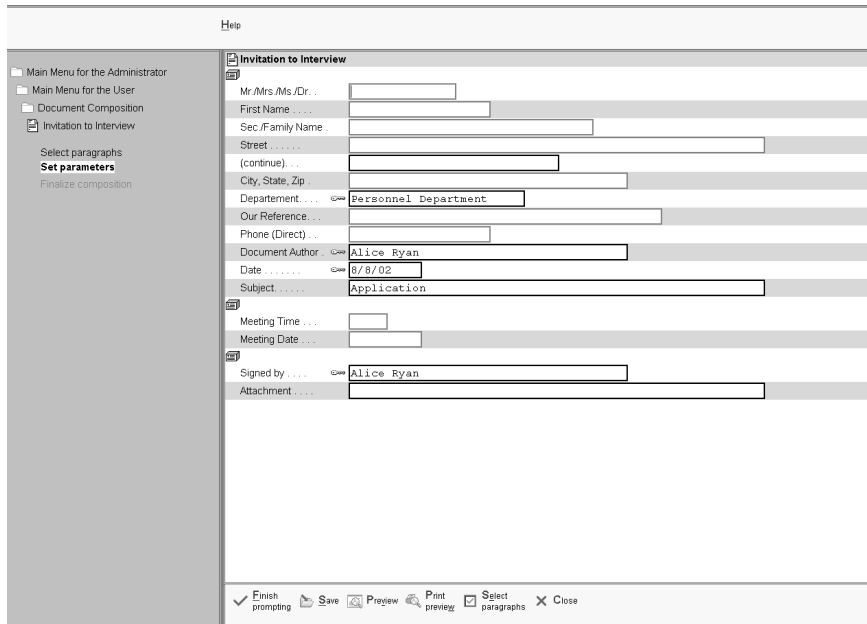 Help
Main Menu for the Administrator
Main Menu for the User
Document Composition
Invitation to Interview
Select paragraphs
Set parameters
Finalize composition
Invitation to Interview
Mr./Mrs./Ms./Dr. .
First Name . . . .
Sec./Family Name .
Street . . . . . .
(continue). . .
City, State, Zip .
Departement. . . . Personnel Department
Our Reference. . .
Phone (Direct) . .
Document Author . Alice Ryan
Date . . . . . . . 8/8/02
Subject. . . . . . Application
Meeting Time . . .
Meeting Date . . .
Signed by . . . . Alice Ryan
Attachment . . . .
Finish prompting Save Preview Print preview Select paragraphs Close